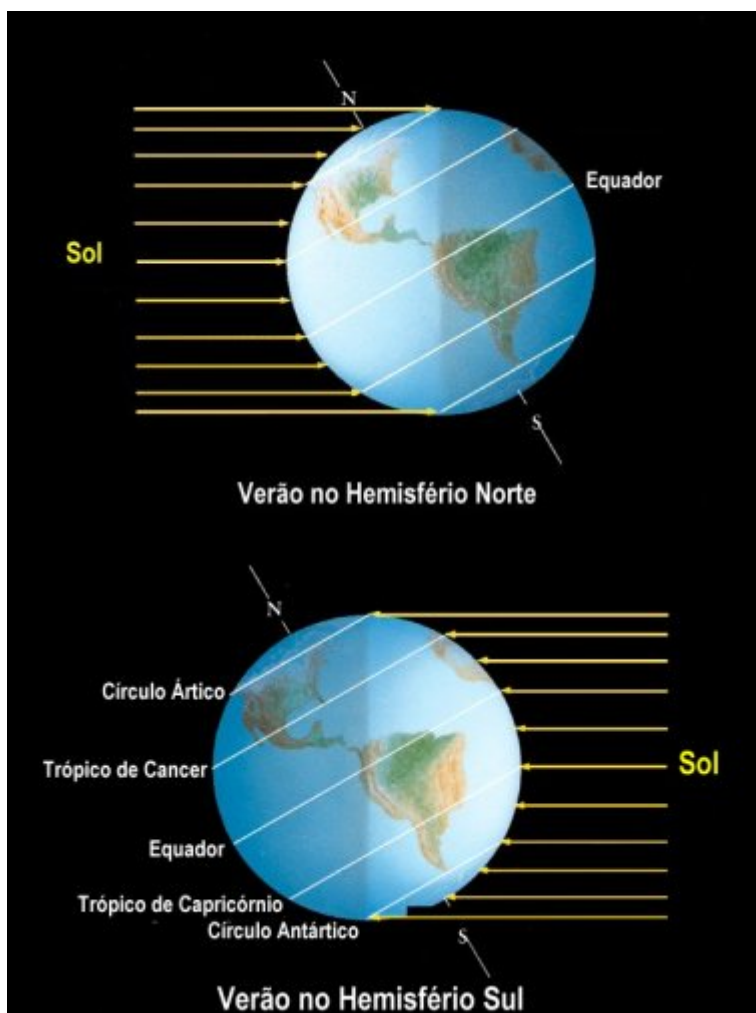 N
Equador
Sol
S
Verão no Hemisfério Norte
N
Círculo Ártico
Trópico de Cancer
Sol
Equador
Trópico de Capricórnio
Círculo Antártico
S
Verão no Hemisfério Sul